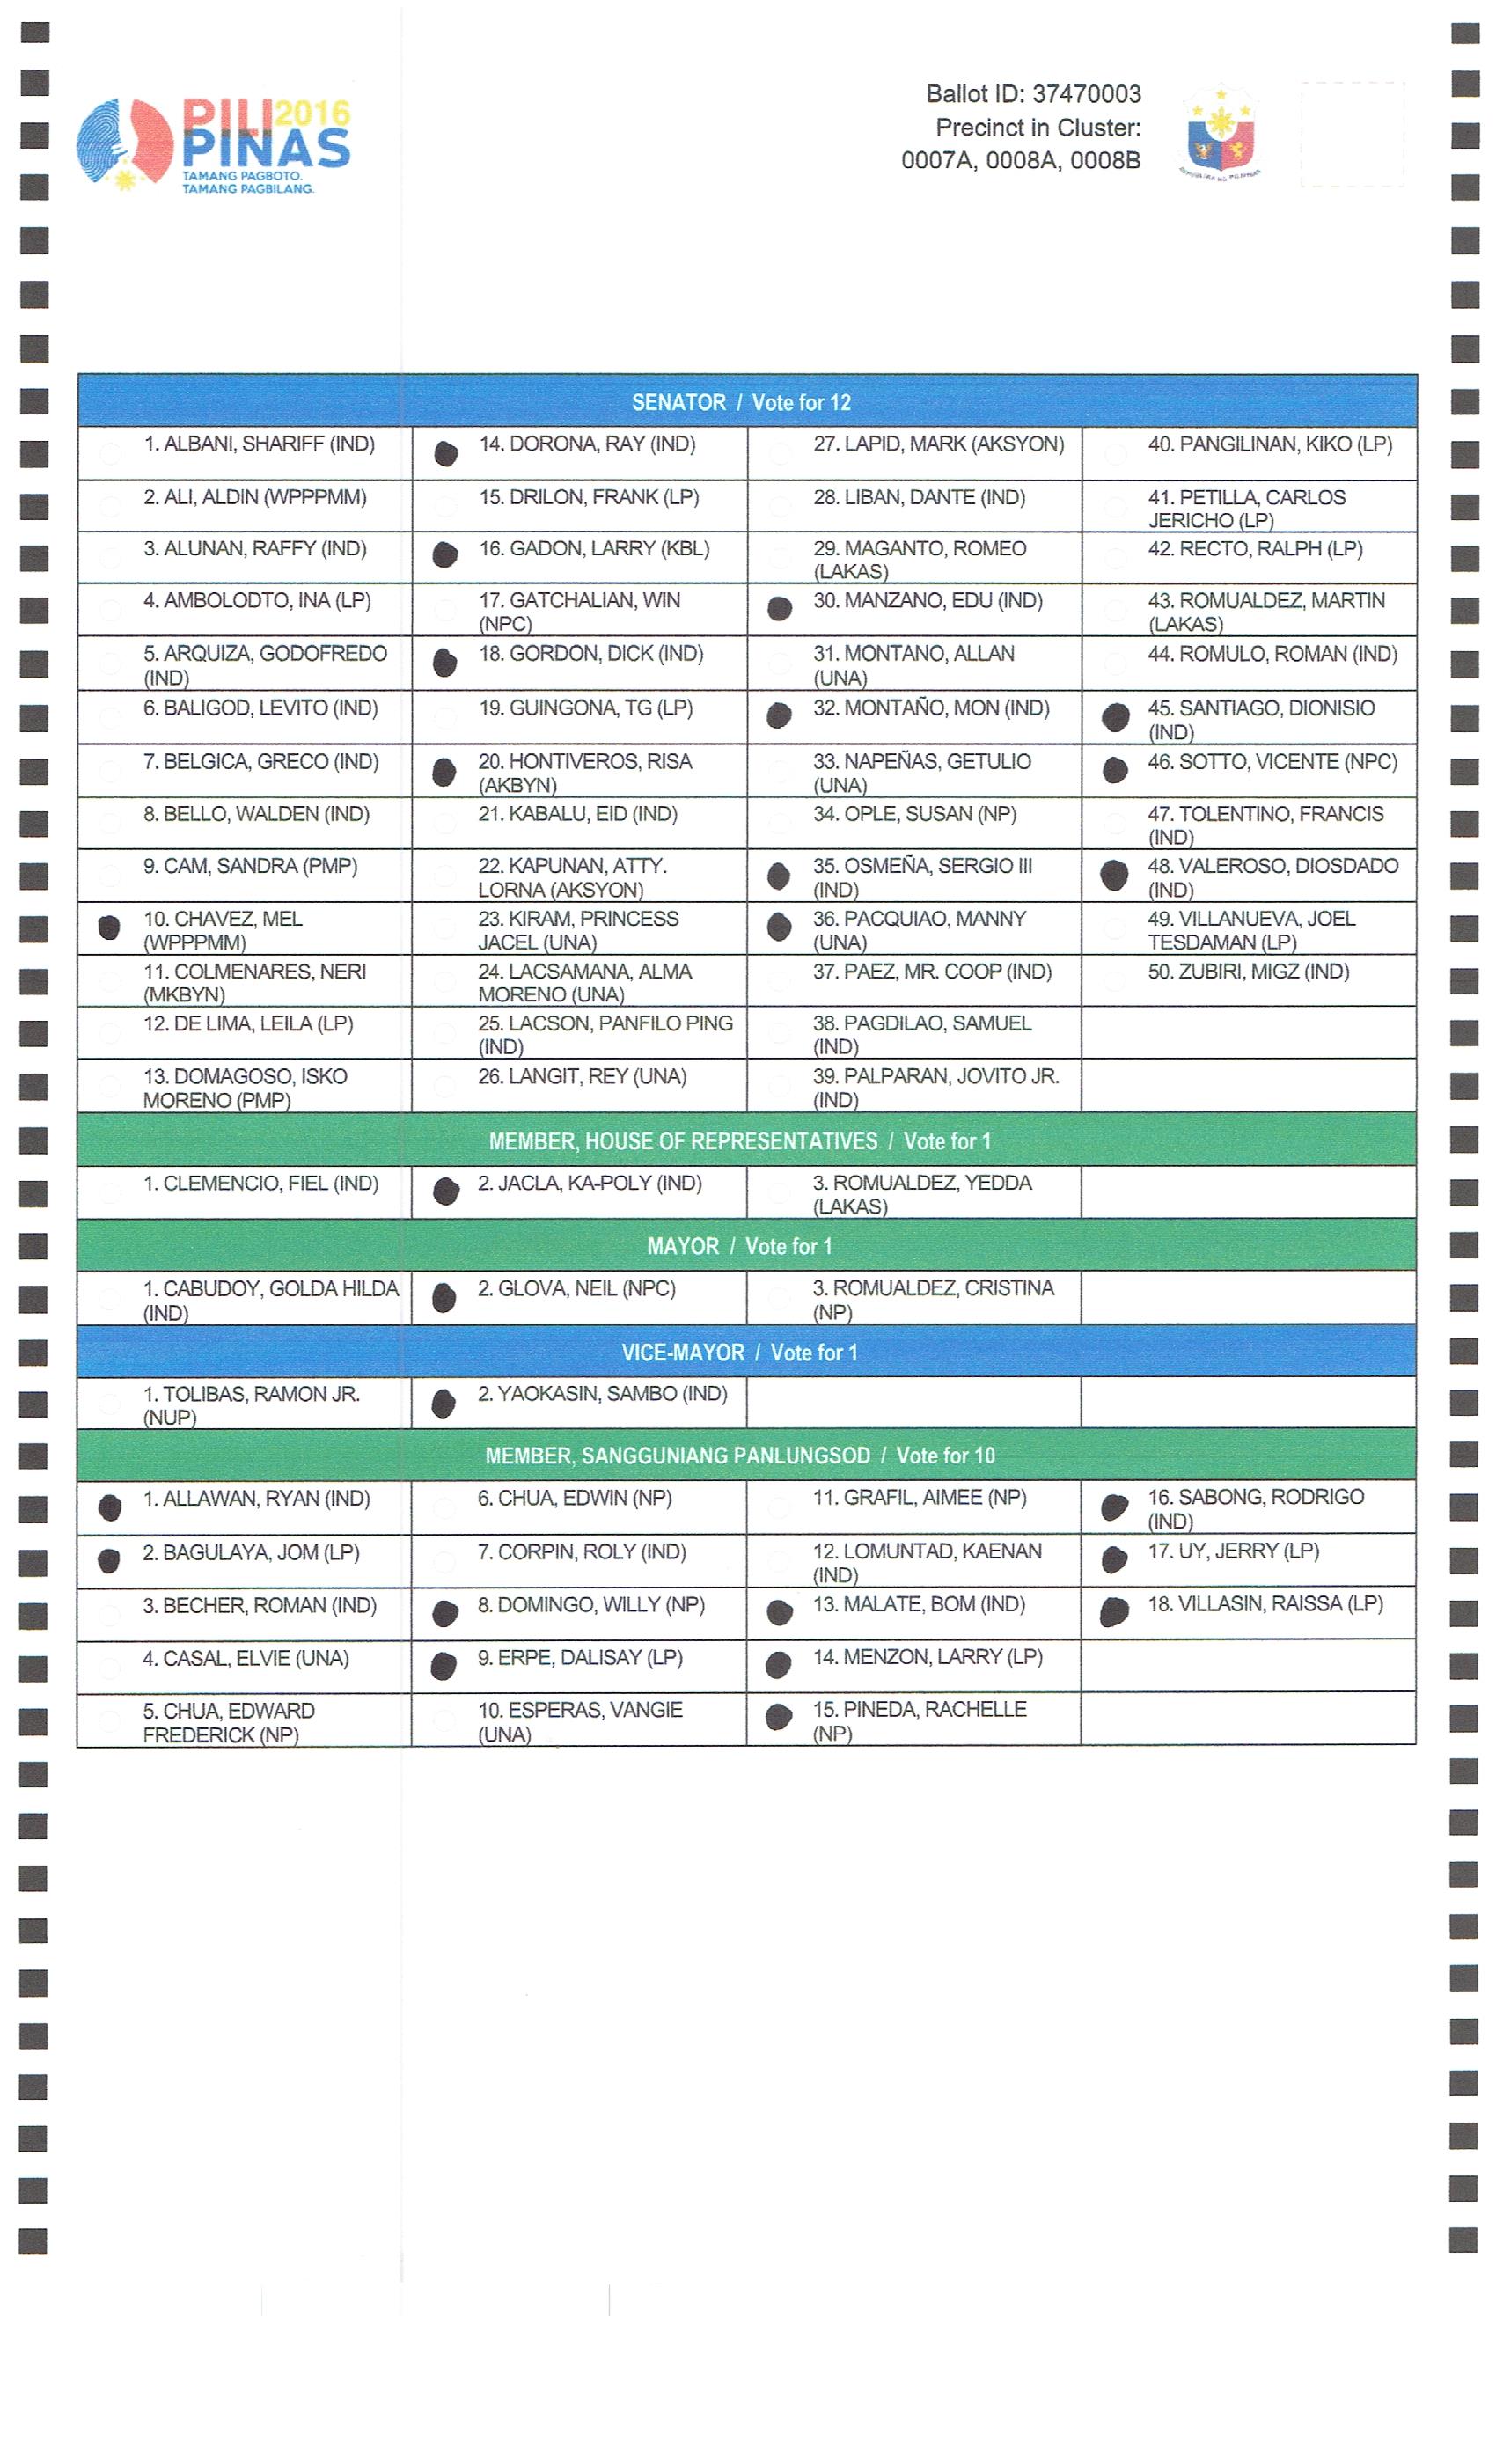 PILI 2016
PINAS
TAMANG PAGBOTO.
TAMANG PAGBILANG.
Ballot ID: 37470003
Precinct in Cluster:
0007A, 0008A, 0008B
REPUBLIKA NG PILIPINAS
SENATOR / Vote for 12
1. ALBANI, SHARIFF (IND)
14. DORONA, RAY (IND)
27. LAPID, MARK (AKSYON)
40. PANGILINAN, KIKO (LP)
2. ALI, ALDIN (WPPPMM)
15. DRILON, FRANK (LP)
28. LIBAN, DANTE (IND)
41. PETILLA, CARLOS
JERICHO (LP)
3. ALUNAN, RAFFY (IND)
16. GADON, LARRY (KBL)
29. MAGANTO, ROMEO
(LAKAS)
42. RECTO, RALPH (LP)
4. AMBOLODTO, INA (LP)
17. GATCHALIAN, WIN
(NPC)
30. MANZANO, EDU (IND)
43. ROMUALDEZ, MARTIN
(LAKAS)
5. ARQUIZA, GODOFREDO
(IND)
18. GORDON, DICK (IND)
31. MONTANO, ALLAN
(UNA)
44. ROMULO, ROMAN (IND)
6. BALIGOD, LEVITO (IND)
19. GUINGONA, TG (LP)
32. MONTAÑO, MON (IND)
45. SANTIAGO, DIONISIO
(IND)
7. BELGICA, GRECO (IND)
20. HONTIVEROS, RISA
(AKBYN)
33. NAPEÑAS, GETULIO
(UNA)
46. SOTTO, VICENTE (NPC)
8. BELLO, WALDEN (IND)
21. KABALU, EID (IND)
34. OPLE, SUSAN (NP)
47. TOLENTINO, FRANCIS
(IND)
9. CAM, SANDRA (PMP)
22. KAPUNAN, ATTY.
LORNA (AKSYON)
35. OSMEÑA, SERGIO III
(IND)
48. VALEROSO, DIOSDADO
(IND)
10. CHAVEZ, MEL
(WPPPMM)
23. KIRAM, PRINCESS
JACEL (UNA)
36. PACQUIAO, MANNY
(UNA)
49. VILLANUEVA, JOEL
TESDAMAN (LP)
11. COLMENARES, NERI
(MKBYN)
24. LACSAMANA, ALMA
MORENO (UNA)
37. PAEZ, MR. COOP (IND)
50. ZUBIRI, MIGZ (IND)
12. DE LIMA, LEILA (LP)
25. LACSON, PANFILO PING
(IND)
38. PAGDILAO, SAMUEL
(IND)
13. DOMAGOSO, ISKO
MORENO (PMP)
26. LANGIT, REY (UNA)
39. PALPARAN, JOVITO JR.
(IND)
MEMBER, HOUSE OF REPRESENTATIVES / Vote for 1
1. CLEMENCIO, FIEL (IND)
2. JACLA, KA-POLY (IND)
3. ROMUALDEZ, YEDDA
(LAKAS)
MAYOR / Vote for 1
1. CABUDOY, GOLDA HILDA
(IND)
2. GLOVA, NEIL (NPC)
3. ROMUALDEZ, CRISTINA
(NP)
VICE-MAYOR / Vote for 1
1. TOLIBAS, RAMON JR.
(NUP)
2. YAOKASIN, SAMBO (IND)
MEMBER, SANGGUNIANG PANLUNGSOD / Vote for 10
1. ALLAWAN, RYAN (IND)
6. CHUA, EDWIN (NP)
11. GRAFIL, AIMEE (NP)
16. SABONG, RODRIGO
(IND)
2. BAGULAYA, JOM (LP)
7. CORPIN, ROLY (IND)
12. LOMUNTAD, KAENAN
(IND)
17. UY, JERRY (LP)
3. BECHER, ROMAN (IND)
8. DOMINGO, WILLY (NP)
13. MALATE, BOM (IND)
18. VILLASIN, RAISSA (LP)
4. CASAL, ELVIE (UNA)
9. ERPE, DALISAY (LP)
14. MENZON, LARRY (LP)
5. CHUA, EDWARD
FREDERICK (NP)
10. ESPERAS, VANGIE
(UNA)
15. PINEDA, RACHELLE
(NP)